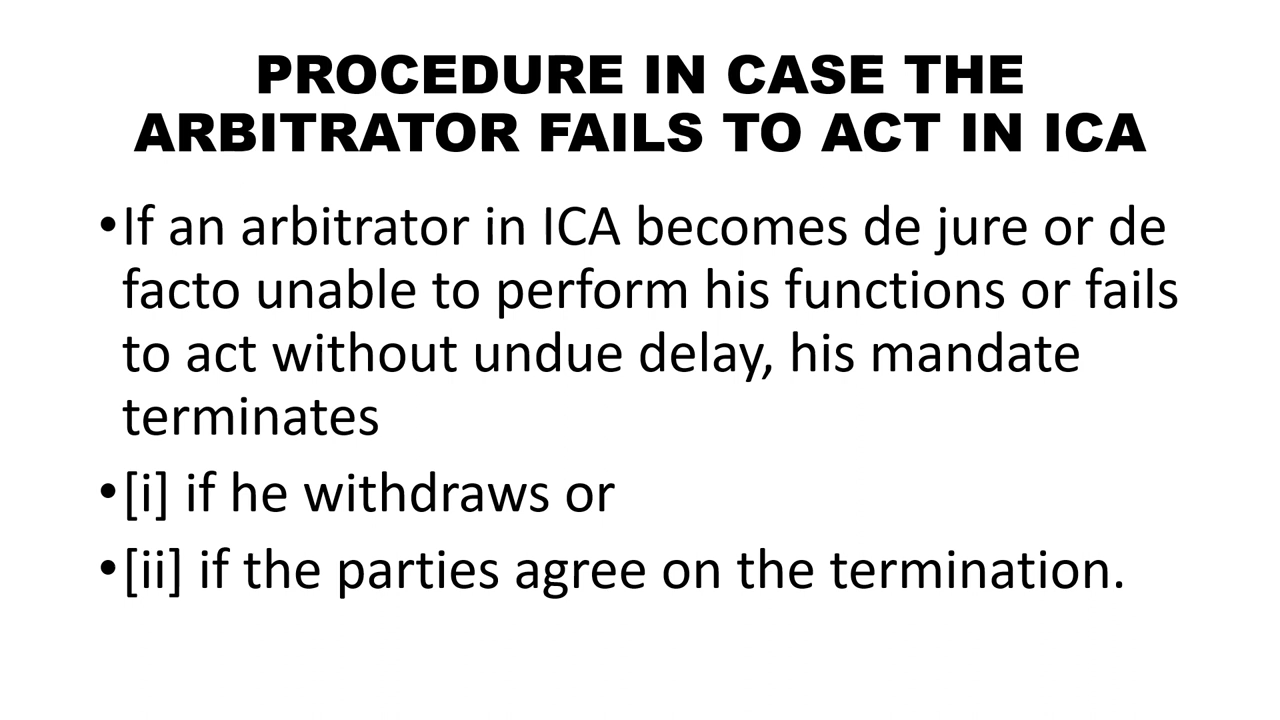 PROCEDURE IN CASE THE
ARBITRATOR FAILS TO ACT IN ICA
•If an arbitrator in ICA becomes de jure or de
facto unable to perform his functions or fails
to act without undue delay, his mandate
terminates
•[i] if he withdraws or
•[ii] if the parties agree on the termination.